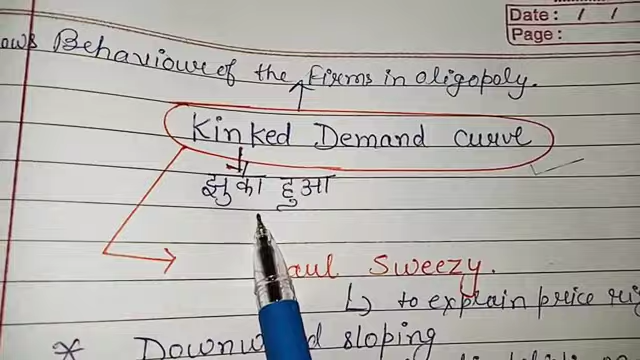 Date: / /
Page:
Behaviour of the firms in oligopoly.
Kinked Demand curve
झुका हुआ
Sweezy.
to explain price
* sloping